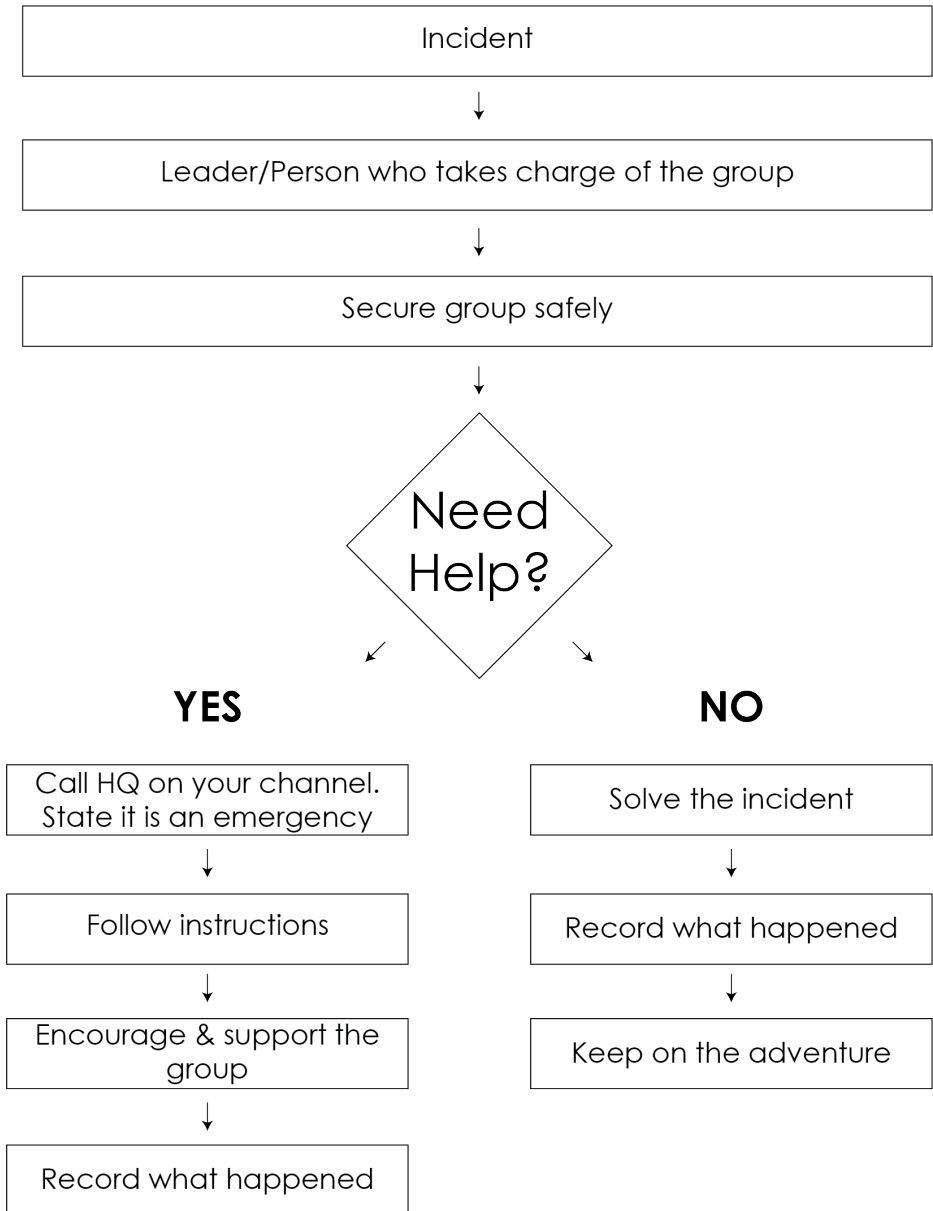 Incident
Leader/Person who takes charge of the group
Secure group safely
Need
Help?
YES
NO
Call HQ on your channel.
State it is an emergency
Follow instructions
Encourage & support the
group
Record what happened
Solve the incident
Record what happened
Keep on the adventure